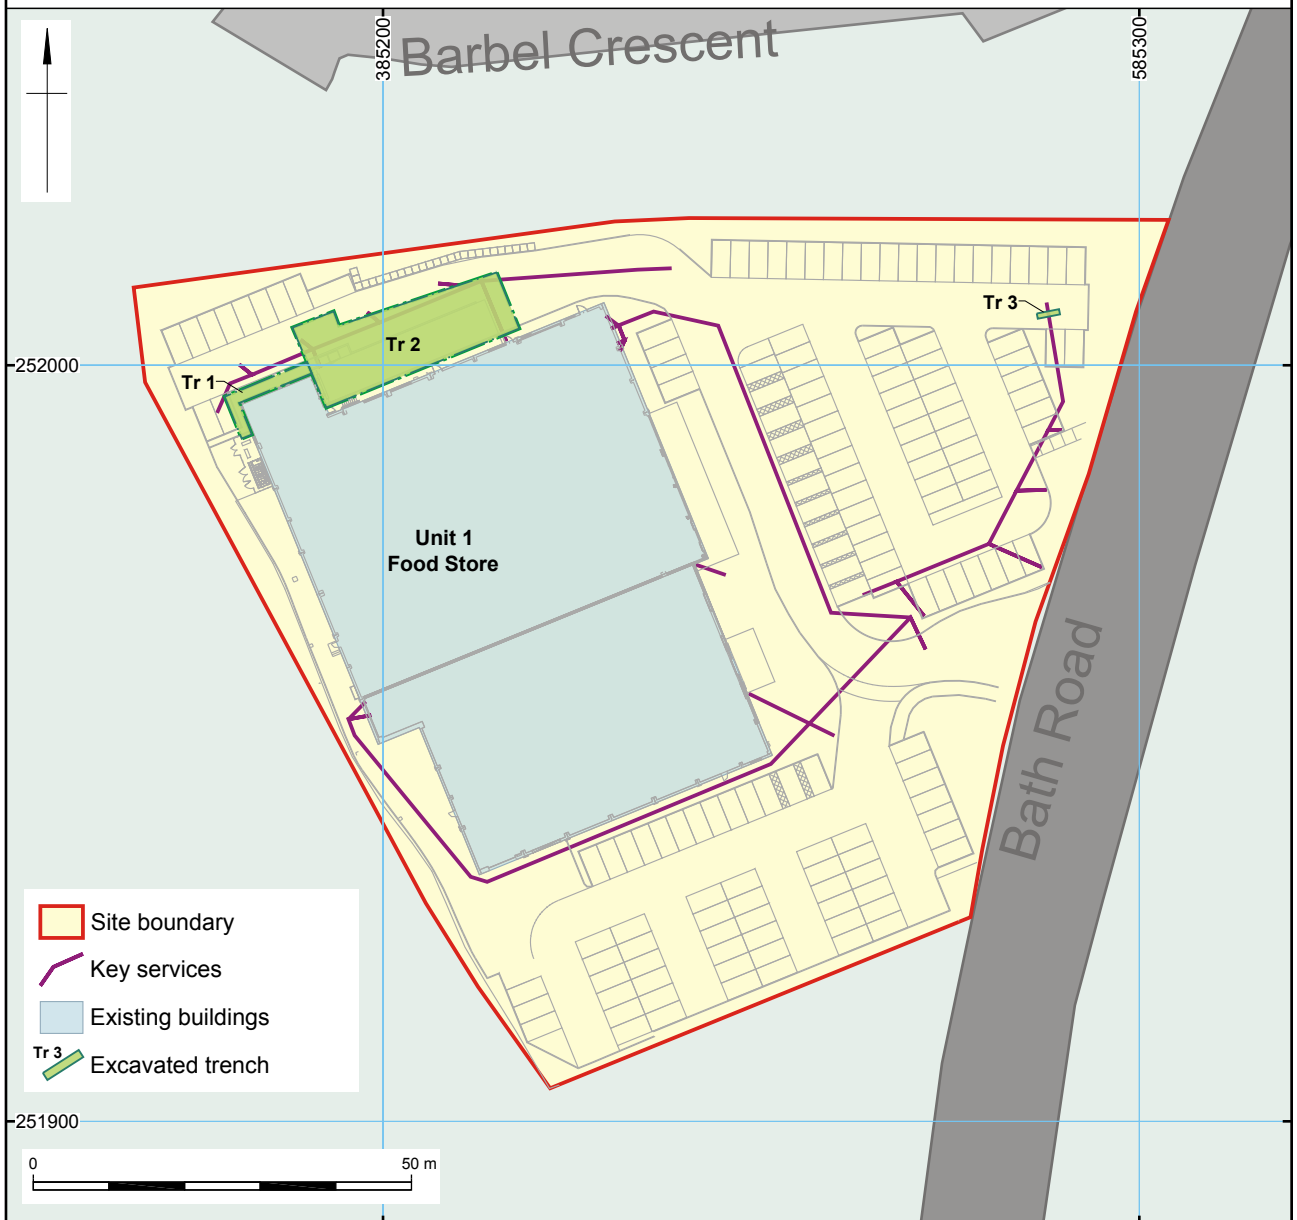 Barbel Crescent
385200
585300
Tr 3
Tr 2
252000
Tr 1
Unit 1
Food Store
Bath Road
Site boundary
Key services
Existing buildings
Tr 3
Excavated trench
251900
0
50 m